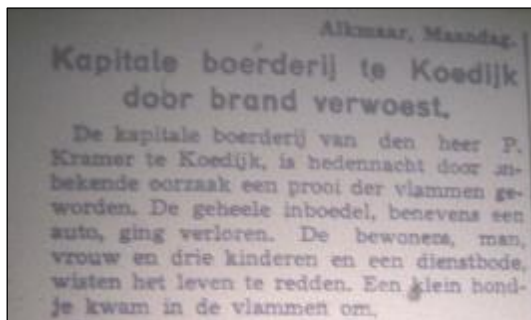 Alkmaar, Maandag.
Kapitale boerderij te Koedijk
door brand verwoest.
De kapitale boerderij van den heer P.
Kramer te Koedijk, is hedennacht door on-
bekende oorzaak een prooi der vlammen ge-
worden. De geheele inboedel, benevens een
auto, ging verloren. De bewoners, man,
vrouw en drie kinderen en een dienstbode,
wisten het leven te redden. Een klein hond-
je kwam in de vlammen om.